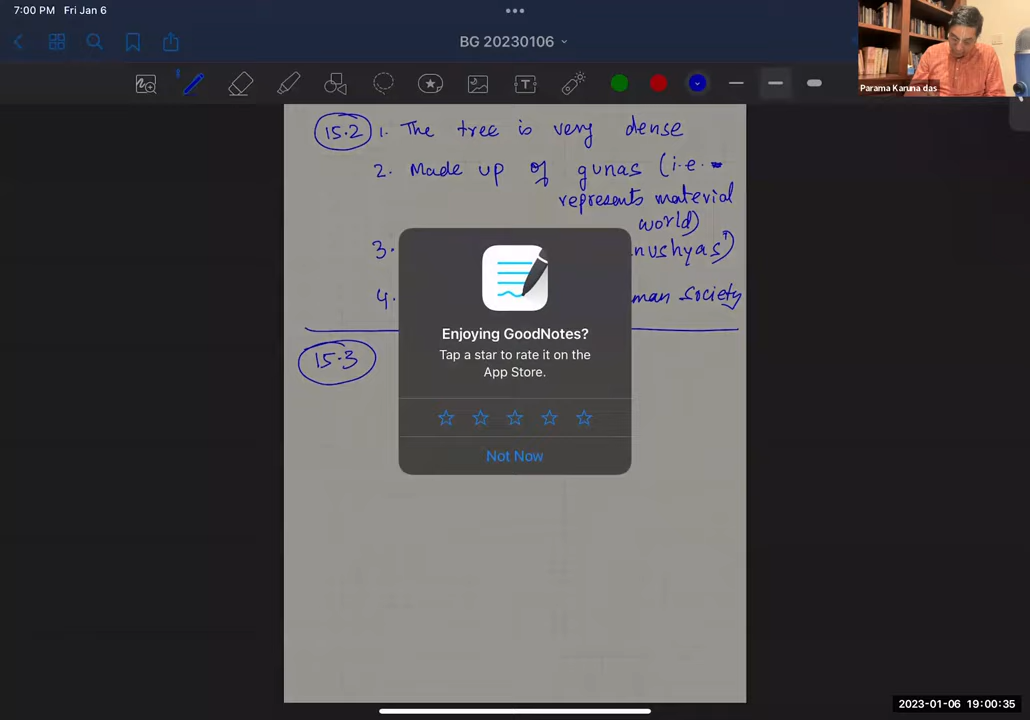 7:00 PM Fri Jan 6
BG 20230106
Parama Karuna das
15.2 1. The tree is very dense
2. Made up of gunas (i.e.
represents material
world)
3. nushyas)
4. man society
15.3
Enjoying GoodNotes?
Tap a star to rate it on the
App Store.
Not Now
2023-01-06 19:00:35